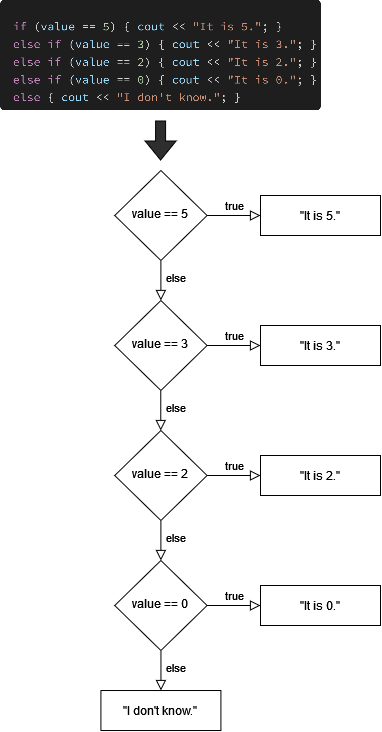 if (value == 5) { cout << "It is 5."; }
else if (value == 3) { cout << "It is 3."; }
else if (value == 2) { cout << "It is 2."; }
else if (value == 0) { cout << "It is 0."; }
else { cout << "I don't know."; }
value == 5
true
"It is 5."
else
value == 3
true
"It is 3."
else
value == 2
true
"It is 2."
else
value == 0
true
"It is 0."
else
"I don't know."